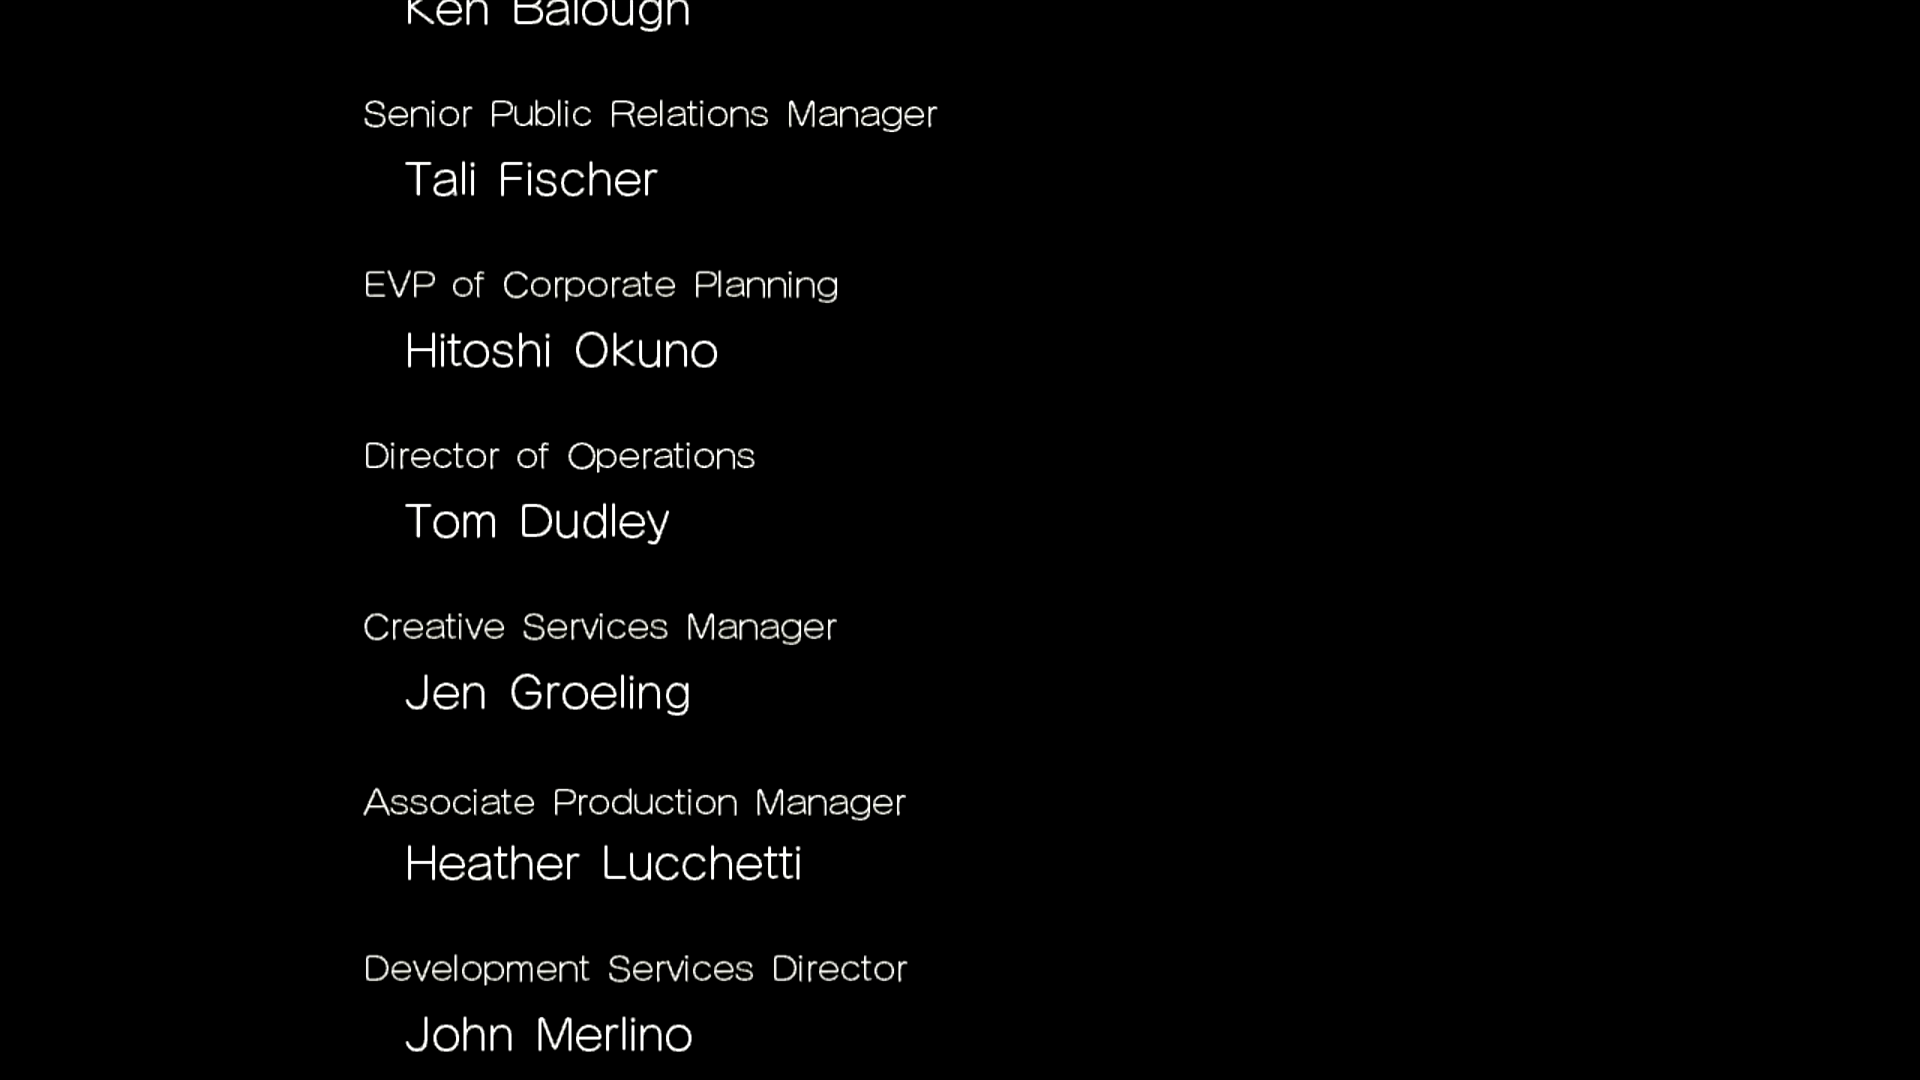 Ken Balough
Senior Public Relations Manager
Tali Fischer
EVP of Corporate Planning
Hitoshi Okuno
Director of Operations
Tom Dudley
Creative Services Manager
Jen Groeling
Associate Production Manager
Heather Lucchetti
Development Services Director
John Merlino